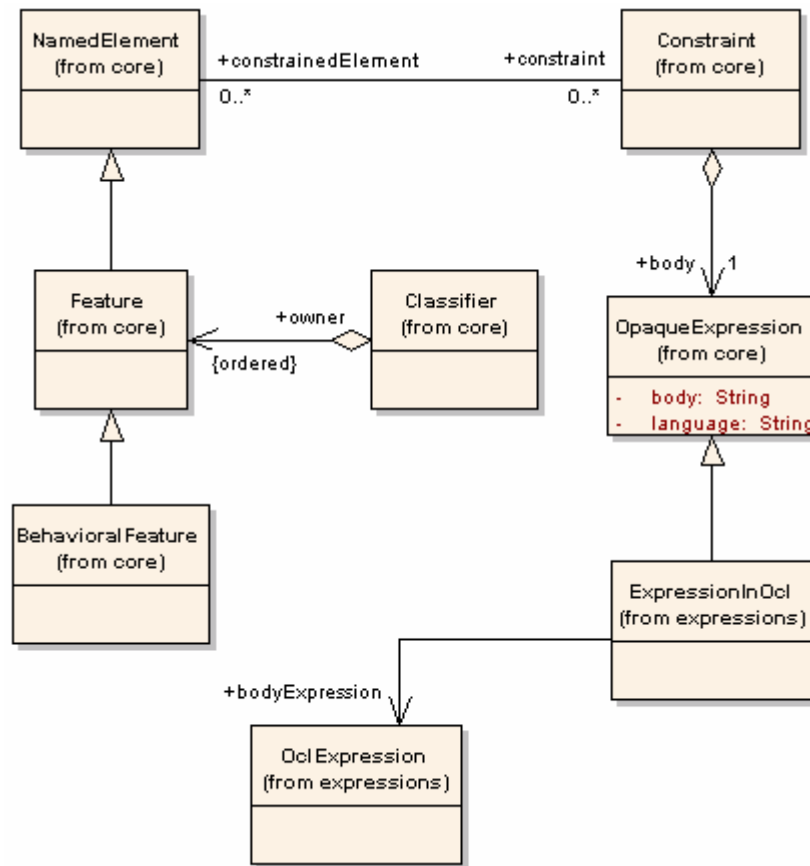 NamedElement
(from core)
+constrainedElement
0..*
+constraint
0..*
Constraint
(from core)
+body
1
Feature
(from core)
+owner
{ordered}
Classifier
(from core)
OpaqueExpression
(from core)
- body: String
- language: String
BehavioralFeature
(from core)
ExpressionInOcl
(from expressions)
+bodyExpression
OclExpression
(from expressions)